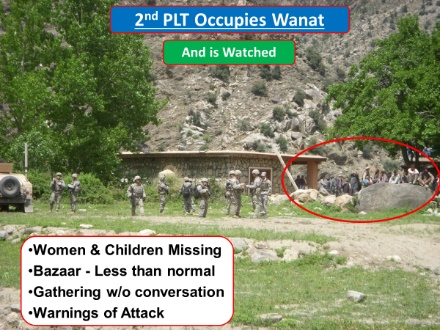 2nd PLT Occupies Wanat
And is Watched
•Women & Children Missing
•Bazaar - Less than normal
•Gathering w/o conversation
•Warnings of Attack